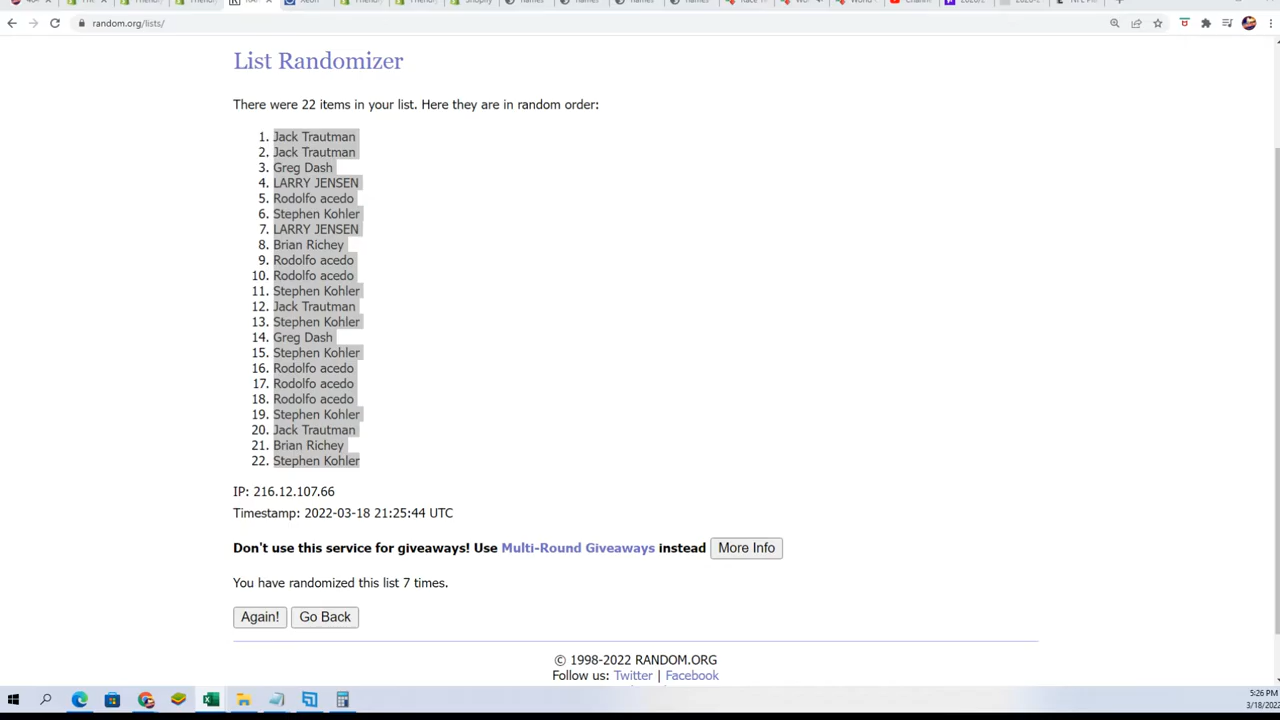 random.org/lists/
List Randomizer
There were 22 items in your list. Here they are in random order:
1. Jack Trautman
2. Jack Trautman
3. Greg Dash
4. LARRY JENSEN
5. Rodolfo acedo
6. Stephen Kohler
7. LARRY JENSEN
8. Brian Richey
9. Rodolfo acedo
10. Rodolfo acedo
11. Stephen Kohler
12. Jack Trautman
13. Stephen Kohler
14. Greg Dash
15. Stephen Kohler
16. Rodolfo acedo
17. Rodolfo acedo
18. Rodolfo acedo
19. Stephen Kohler
20. Jack Trautman
21. Brian Richey
22. Stephen Kohler
IP: 216.12.107.66
Timestamp: 2022-03-18 21:25:44 UTC
Don't use this service for giveaways! Use Multi-Round Giveaways instead More Info
You have randomized this list 7 times.
Again! Go Back
© 1998-2022 RANDOM.ORG
Follow us: Twitter | Facebook
5:26 PM
3/18/202